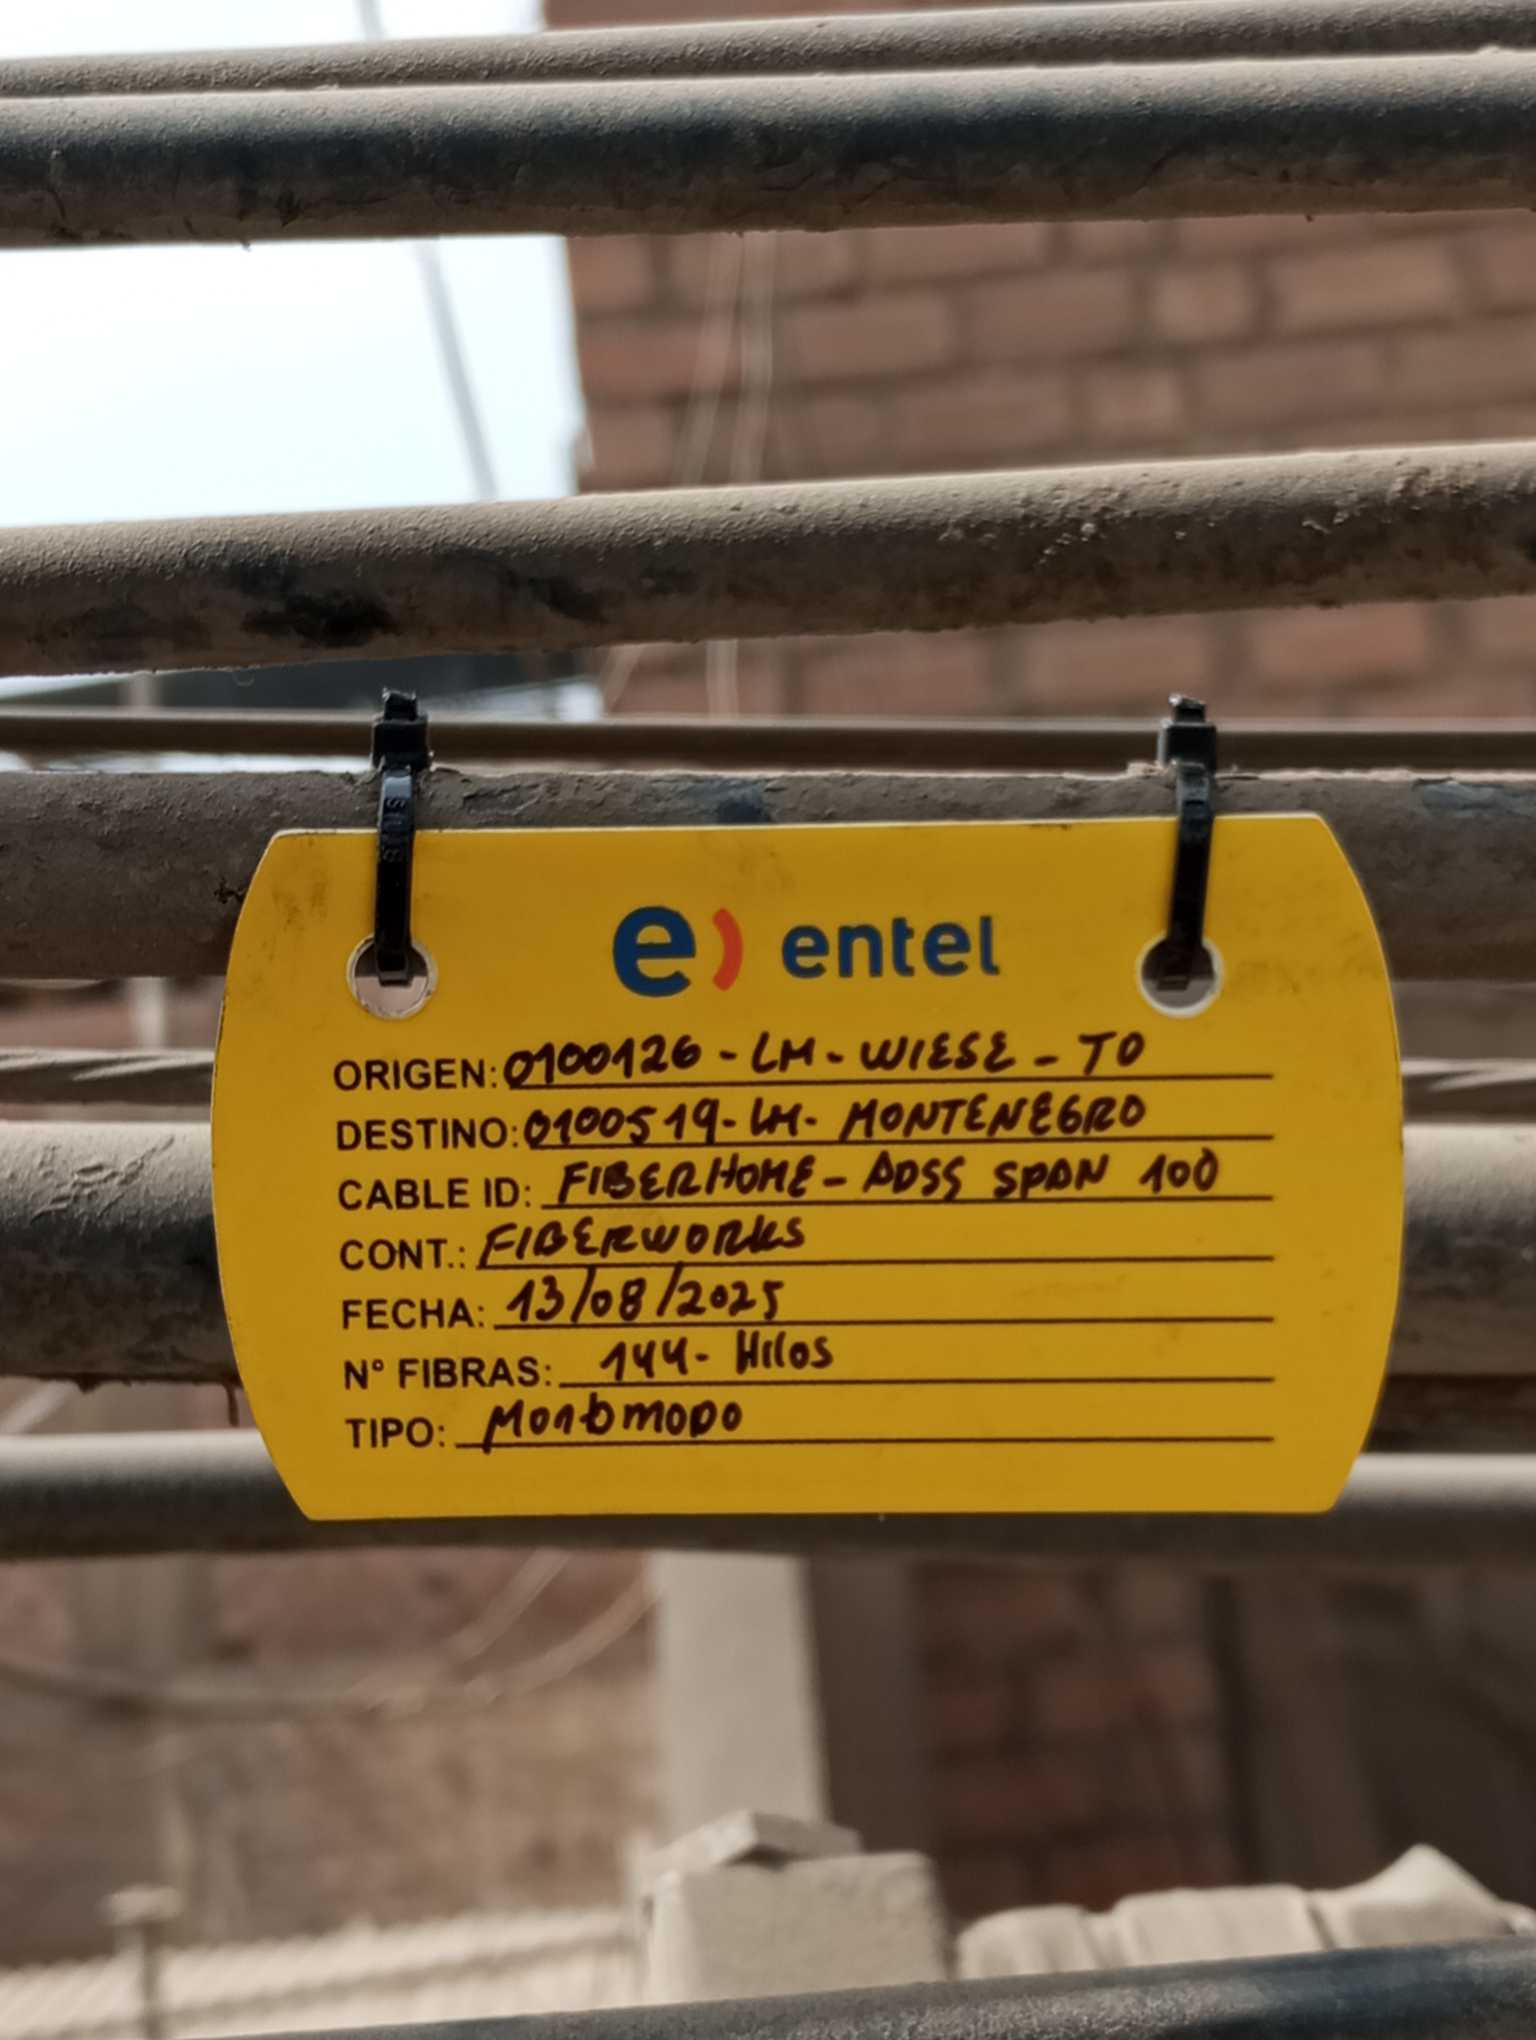 e) entel
ORIGEN: 0100126 - LM - WIESE - TO
DESTINO: 0100519 - LM - MONTENEGRO
CABLE ID: FIBERHOME - ADSS SPAN 100
CONT.: FIBERWORKS
FECHA: 13/08/2025
N° FIBRAS: 144 - Hilos
TIPO: MONOMODO